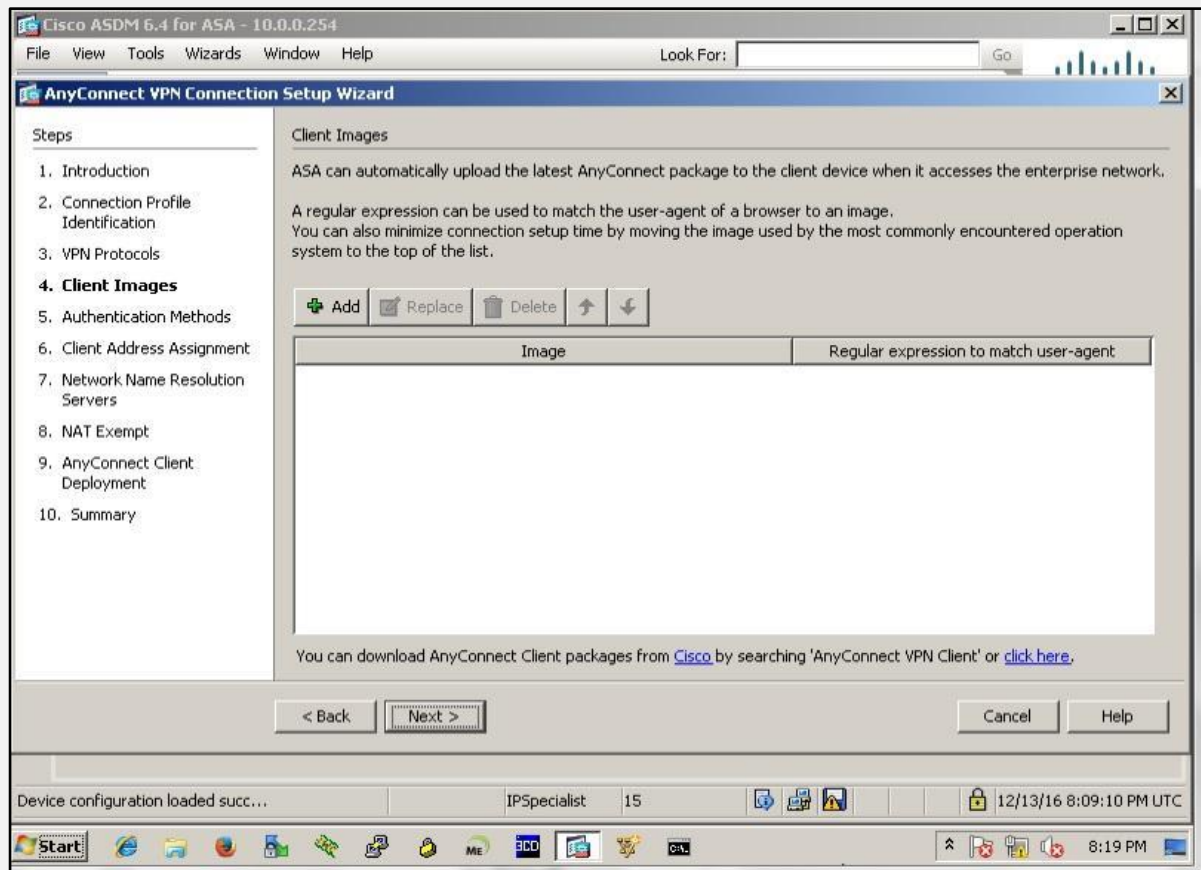 Cisco ASDM 6.4 for ASA - 10.0.0.254
File View Tools Wizards Window Help Look For: Go
AnyConnect VPN Connection Setup Wizard
Steps
1. Introduction
2. Connection Profile
Identification
3. VPN Protocols
4. Client Images
5. Authentication Methods
6. Client Address Assignment
7. Network Name Resolution
Servers
8. NAT Exempt
9. AnyConnect Client
Deployment
10. Summary
Client Images
ASA can automatically upload the latest AnyConnect package to the client device when it accesses the enterprise network.
A regular expression can be used to match the user-agent of a browser to an image.
You can also minimize connection setup time by moving the image used by the most commonly encountered operation
system to the top of the list.
Add Replace Delete
Image Regular expression to match user-agent
You can download AnyConnect Client packages from Cisco by searching 'AnyConnect VPN Client' or click here.
< Back Next > Cancel Help
Device configuration loaded succ... IPSpecialist 15 12/13/16 8:09:10 PM UTC
Start ME BCD C:\. 8:19 PM